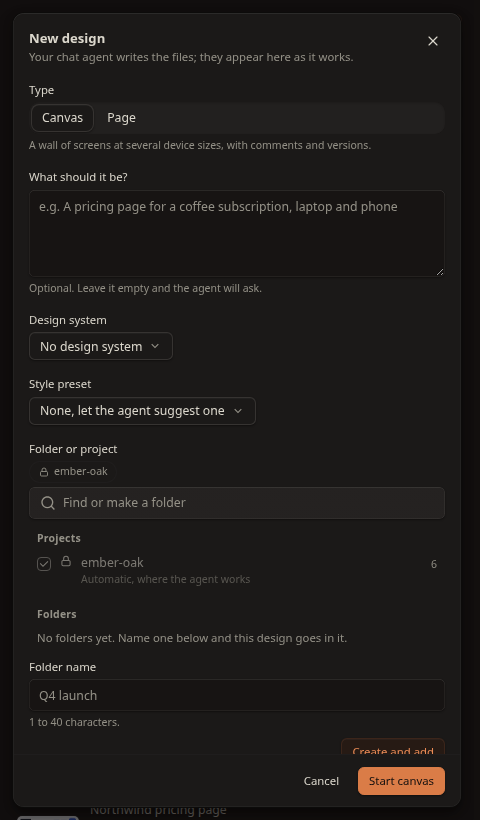 New design
Your chat agent writes the files; they appear here as it works.
Type
Canvas Page
A wall of screens at several device sizes, with comments and versions.
What should it be?
e.g. A pricing page for a coffee subscription, laptop and phone
Optional. Leave it empty and the agent will ask.
Design system
No design system
Style preset
None, let the agent suggest one
Folder or project
ember-oak
Find or make a folder
Projects
ember-oak 6
Automatic, where the agent works
Folders
No folders yet. Name one below and this design goes in it.
Folder name
Q4 launch
1 to 40 characters.
Create and add
Cancel Start canvas
Northwind pricing page